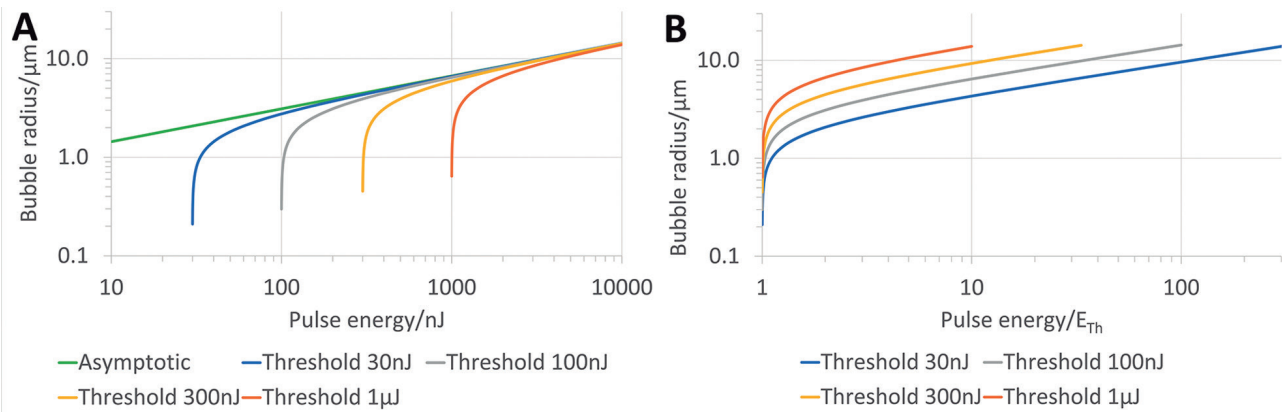 A
Bubble radius/µm
10.0
1.0
0.1
10
100
1000
10000
Pulse energy/nJ
Asymptotic
Threshold 30nJ
Threshold 100nJ
Threshold 300nJ
Threshold 1µJ
B
Bubble radius/µm
10.0
1.0
0.1
1
10
100
Pulse energy/E_Th
Threshold 30nJ
Threshold 100nJ
Threshold 300nJ
Threshold 1µJ